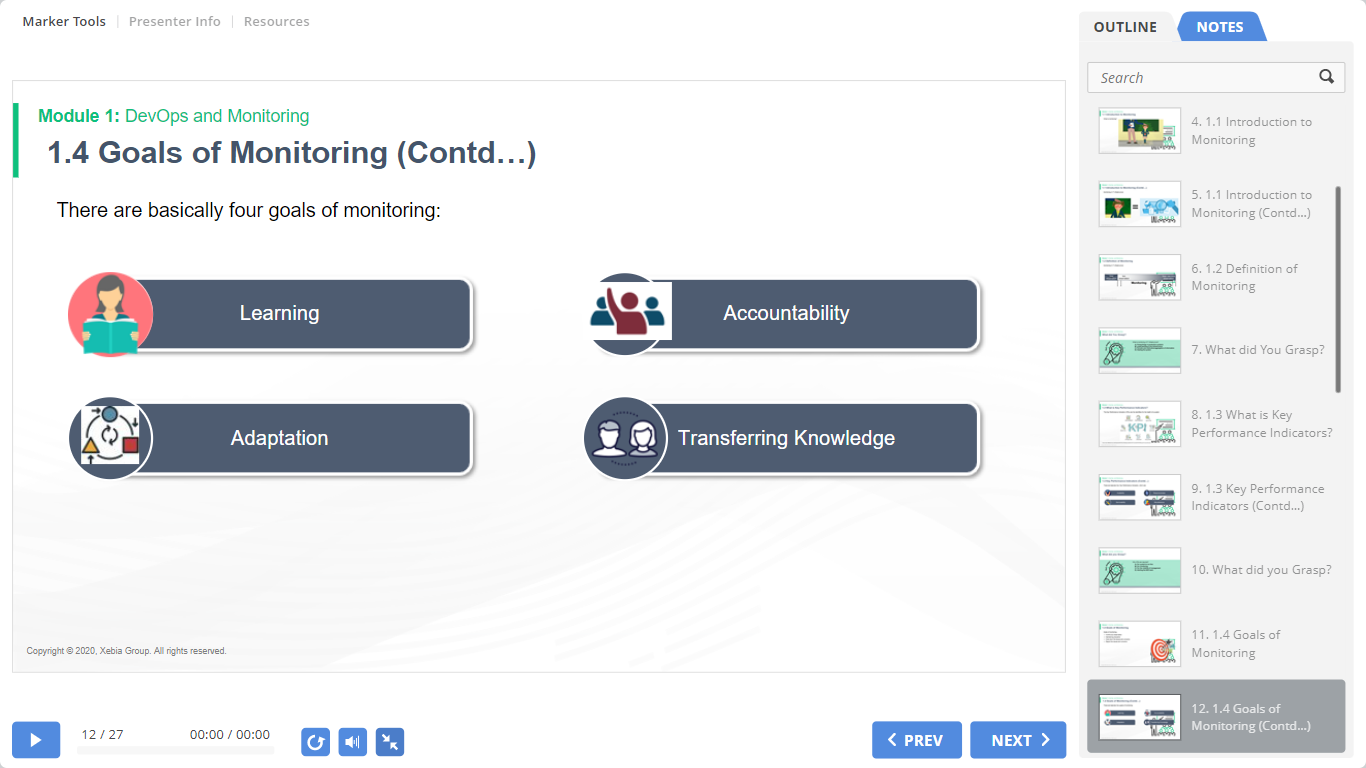 Marker Tools
Presenter Info
Resources
OUTLINE
NOTES
Search
Module 1: DevOps and Monitoring
1.4 Goals of Monitoring (Contd…)
There are basically four goals of monitoring:
Learning
Accountability
Adaptation
Transferring Knowledge
Copyright © 2020, Xebia Group. All rights reserved.
4. 1.1 Introduction to
Monitoring
5. 1.1 Introduction to
Monitoring (Contd...)
6. 1.2 Definition of
Monitoring
7. What did You Grasp?
8. 1.3 What is Key
Performance Indicators?
9. 1.3 Key Performance
Indicators (Contd...)
10. What did you Grasp?
11. 1.4 Goals of
Monitoring
12. 1.4 Goals of
Monitoring (Contd...)
KPI
12 / 27
00:00 / 00:00
PREV
NEXT